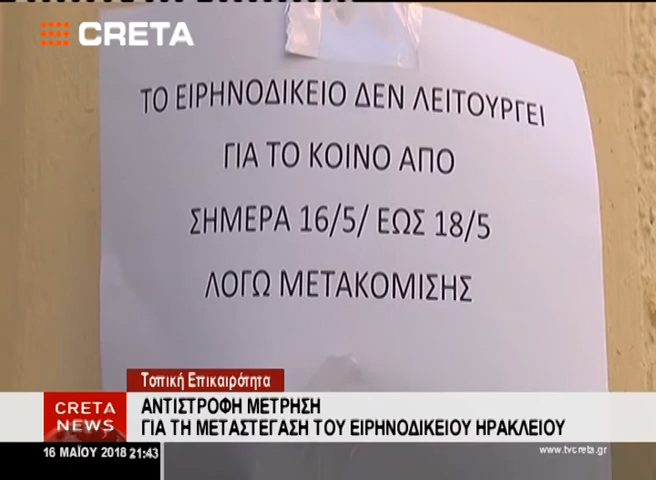 CRETA
ΤΟ ΕΙΡΗΝΟΔΙΚΕΙΟ ΔΕΝ ΛΕΙΤΟΥΡΓΕΙ
ΓΙΑ ΤΟ ΚΟΙΝΟ ΑΠΟ
ΣΗΜΕΡΑ 16/5/ ΕΩΣ 18/5
ΛΟΓΩ ΜΕΤΑΚΟΜΙΣΗΣ
Τοπική Επικαιρότητα
CRETA
NEWS
ΑΝΤΙΣΤΡΟΦΗ ΜΕΤΡΗΣΗ
ΓΙΑ ΤΗ ΜΕΤΑΣΤΕΓΑΣΗ ΤΟΥ ΕΙΡΗΝΟΔΙΚΕΙΟΥ ΗΡΑΚΛΕΙΟΥ
16 ΜΑΪΟΥ 2018 21:43
www.tvcreta.gr